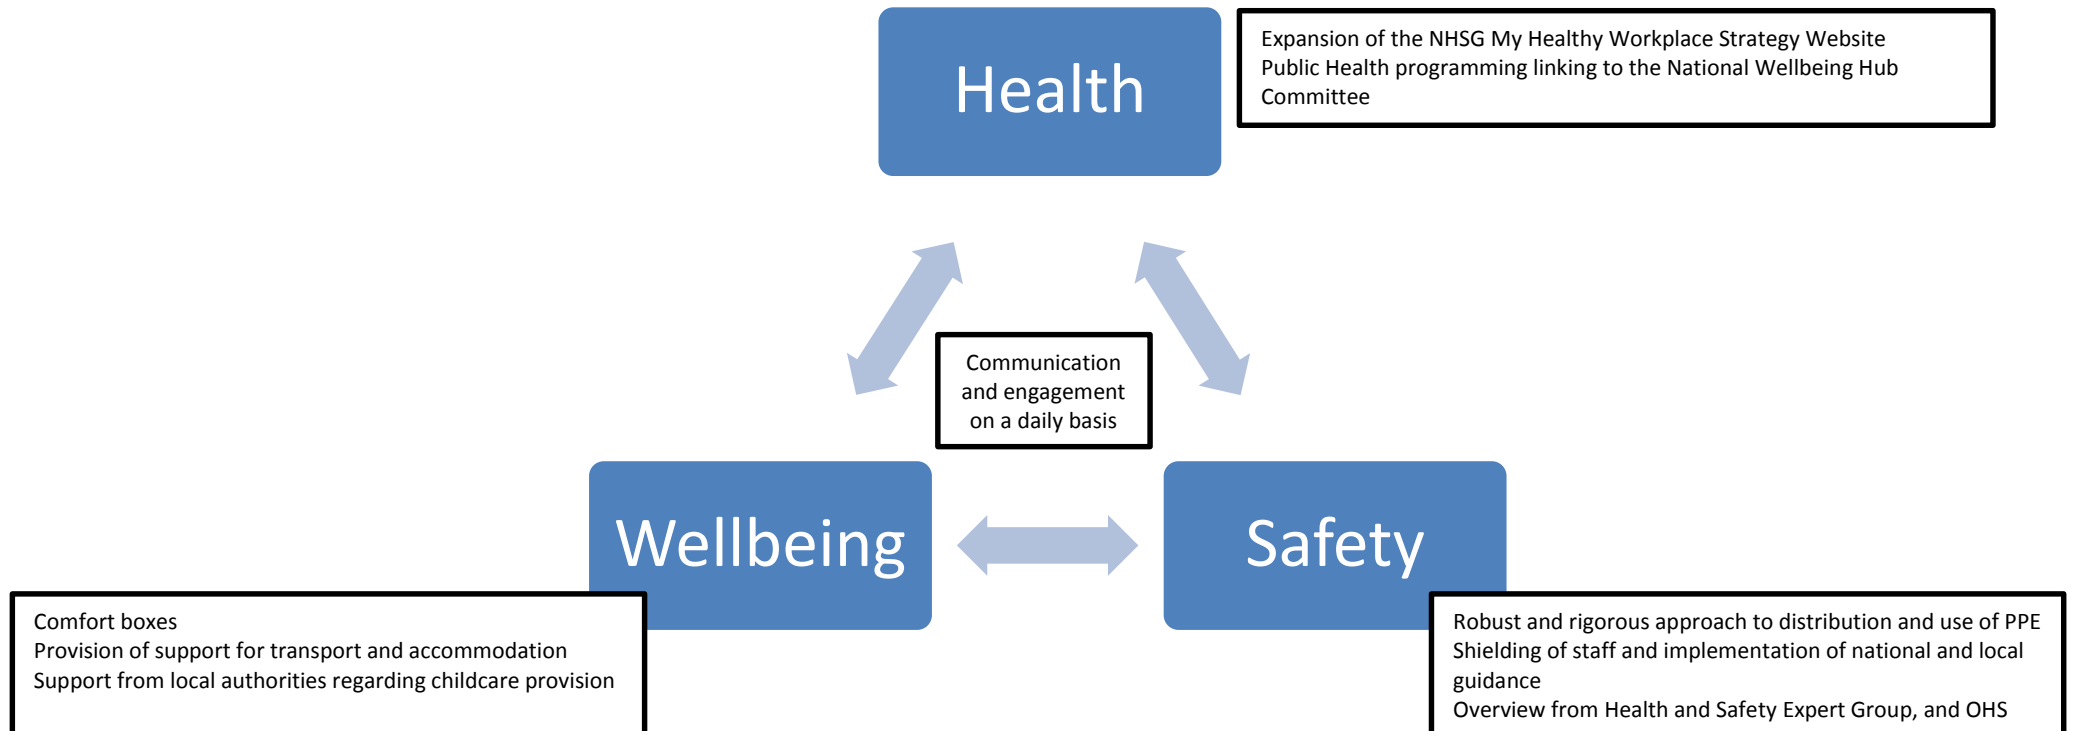 Health
Expansion of the NHSG My Healthy Workplace Strategy Website
Public Health programming linking to the National Wellbeing Hub
Committee
Communication
and engagement
on a daily basis
Wellbeing
Safety
Comfort boxes
Provision of support for transport and accommodation
Support from local authorities regarding childcare provision
Robust and rigorous approach to distribution and use of PPE
Shielding of staff and implementation of national and local
guidance
Overview from Health and Safety Expert Group, and OHS